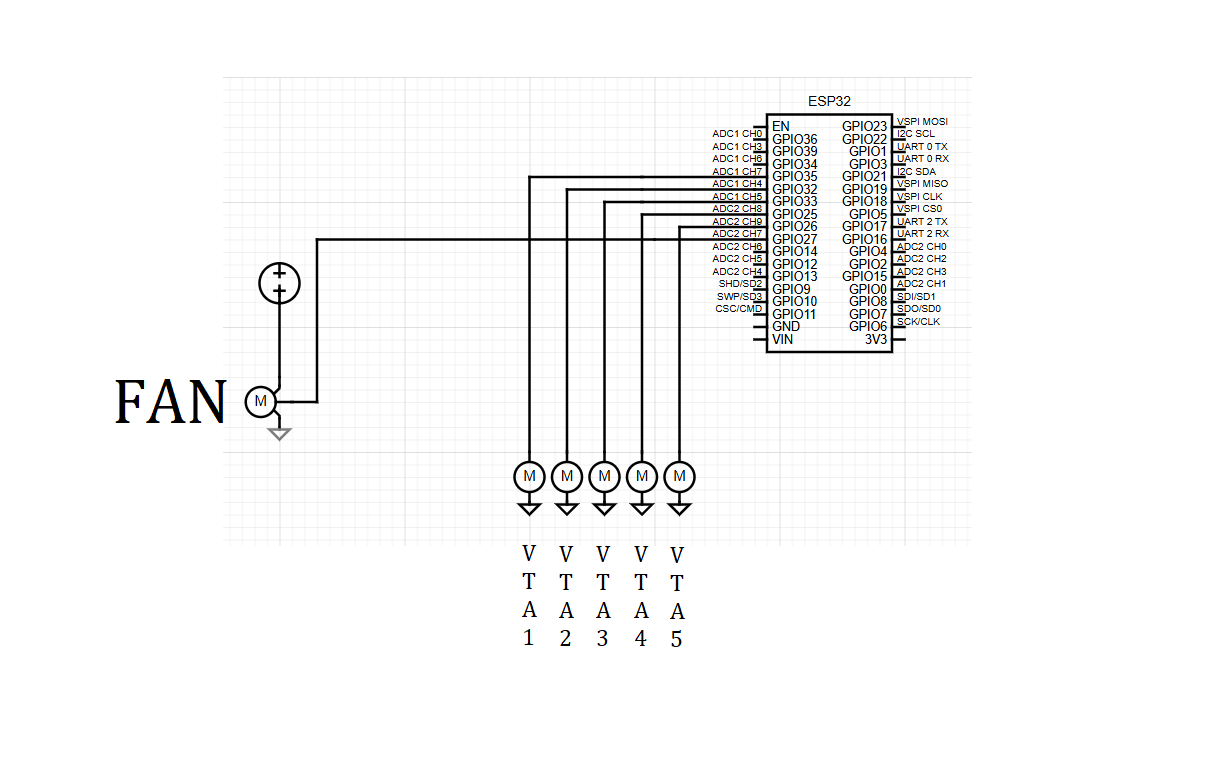 ESP32
EN
GPIO23
VSPI MOSI
ADC1 CH0
GPIO36
GPIO22
I2C SCL
ADC1 CH3
GPIO39
GPIO1
UART 0 TX
ADC1 CH6
GPIO34
GPIO3
UART 0 RX
ADC1 CH7
GPIO35
GPIO21
I2C SDA
ADC1 CH4
GPIO32
GPIO19
VSPI MISO
ADC1 CH5
GPIO33
GPIO18
VSPI CLK
ADC2 CH8
GPIO25
GPIO5
VSPI CS0
ADC2 CH9
GPIO26
GPIO17
UART 2 TX
ADC2 CH7
GPIO27
GPIO16
UART 2 RX
ADC2 CH6
GPIO14
GPIO4
ADC2 CH0
ADC2 CH5
GPIO12
GPIO2
ADC2 CH2
ADC2 CH4
GPIO13
GPIO15
ADC2 CH3
SHD/SD2
GPIO9
GPIO0
ADC2 CH1
SWP/SD3
GPIO10
GPIO8
SDI/SD1
CSC/CMD
GPIO11
GPIO7
SDO/SD0
GND
GPIO6
SCK/CLK
VIN
3V3
FAN
M
M
M
M
M
M
VTA1
VTA2
VTA3
VTA4
VTA5